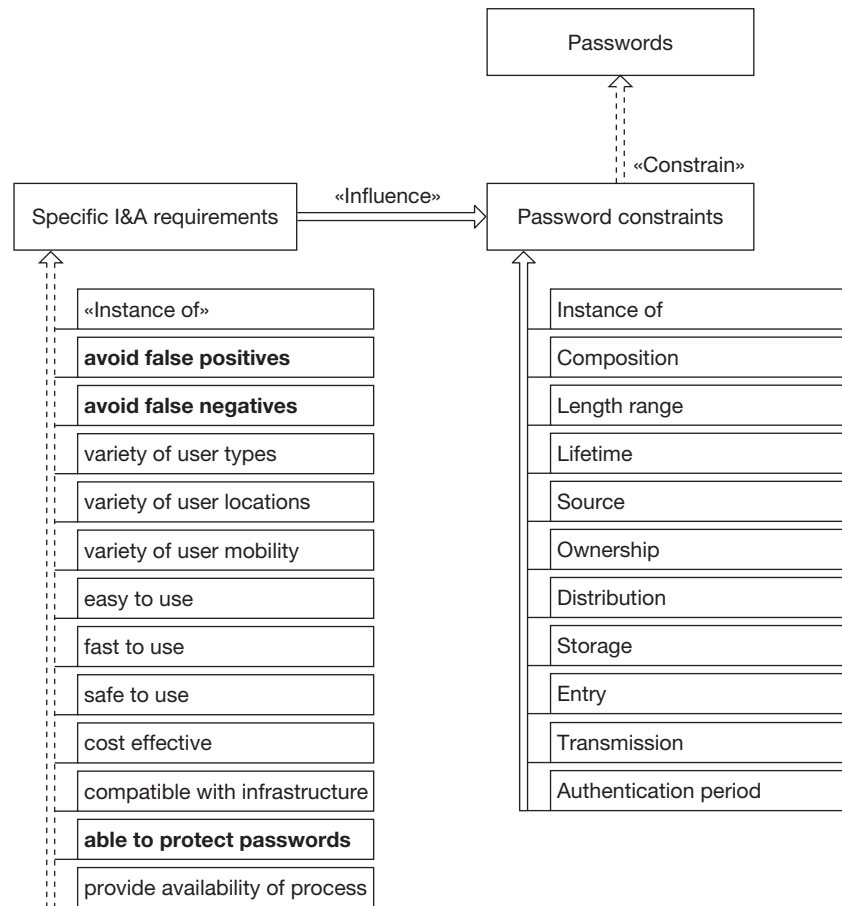 Passwords
«Constrain»
«Influence»
Specific I&A requirements
Password constraints
«Instance of»
avoid false positives
avoid false negatives
variety of user types
variety of user locations
variety of user mobility
easy to use
fast to use
safe to use
cost effective
compatible with infrastructure
able to protect passwords
provide availability of process
Instance of
Composition
Length range
Lifetime
Source
Ownership
Distribution
Storage
Entry
Transmission
Authentication period